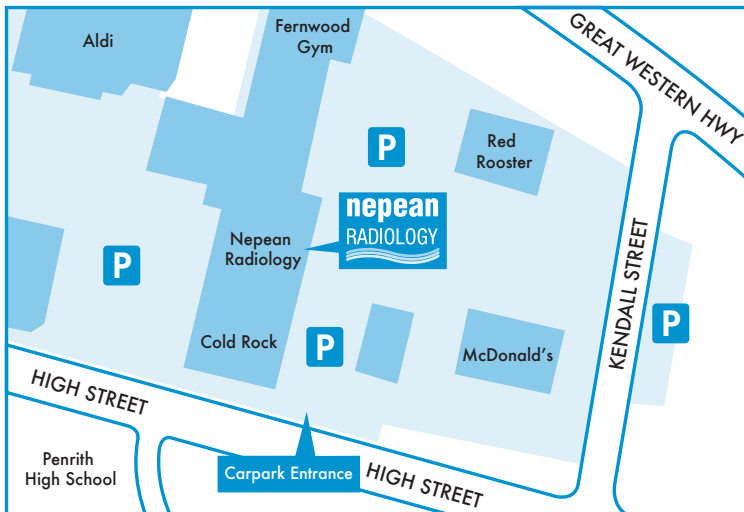 Aldi
Fernwood
Gym
GREAT WESTERN HWY
P
Red
Rooster
nepean
RADIOLOGY
Nepean
Radiology
P
KENDALL STREET
P
P
Cold Rock
McDonald's
HIGH STREET
Penrith
High School
Carpark Entrance
HIGH STREET